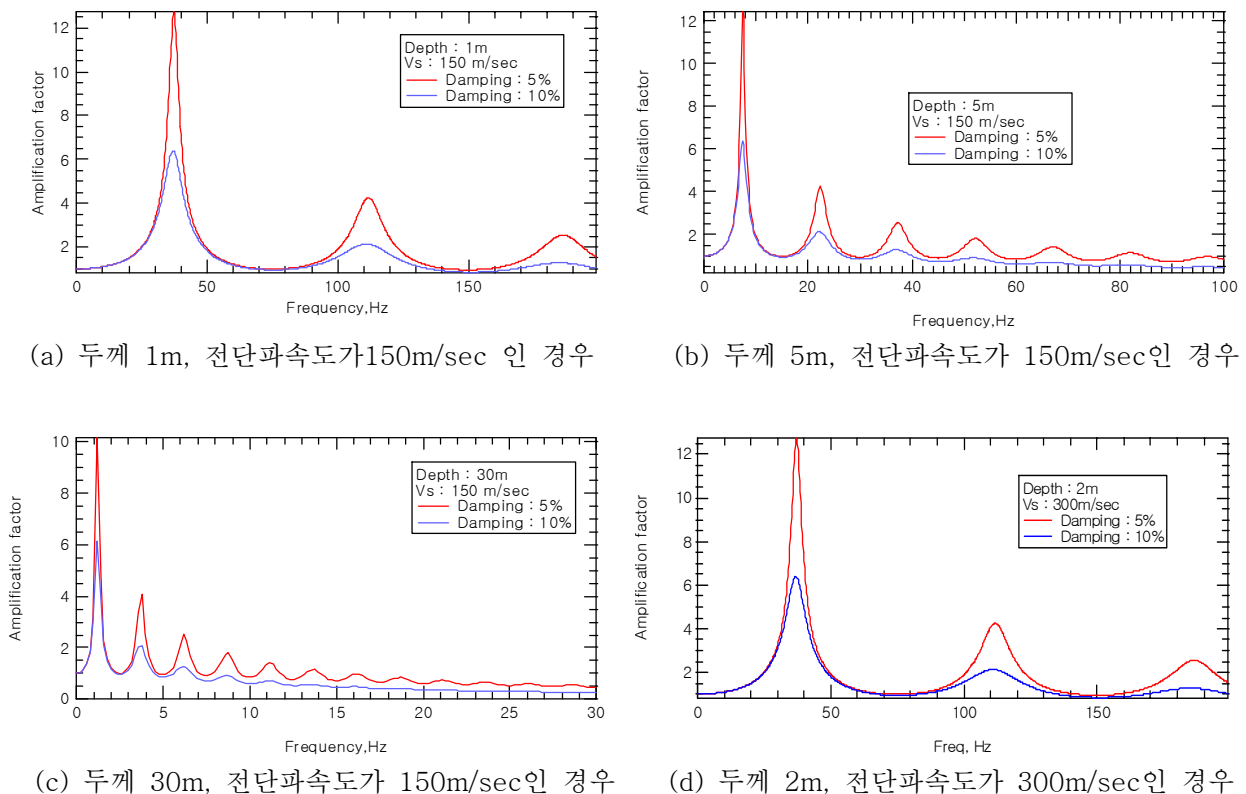 12
10
8
6
4
2
Amplification factor
Depth : 1m
Vs : 150 m/sec
Damping : 5%
Damping : 10%
0
50
100
150
Frequency,Hz
(a) 두께 1m, 전단파속도가150m/sec 인 경우
12
10
8
6
4
2
Amplification factor
Depth : 5m
Vs : 150 m/sec
Damping : 5%
Damping : 10%
0
20
40
60
80
100
Frequency,Hz
(b) 두께 5m, 전단파속도가 150m/sec인 경우
10
8
6
4
2
0
Amplification factor
Depth : 30m
Vs : 150 m/sec
Damping : 5%
Damping : 10%
0
5
10
15
20
25
30
Frequency,Hz
(c) 두께 30m, 전단파속도가 150m/sec인 경우
12
10
8
6
4
2
Amplification factor
Depth : 2m
Vs : 300m/sec
Damping : 5%
Damping : 10%
0
50
100
150
Freq, Hz
(d) 두께 2m, 전단파속도가 300m/sec인 경우